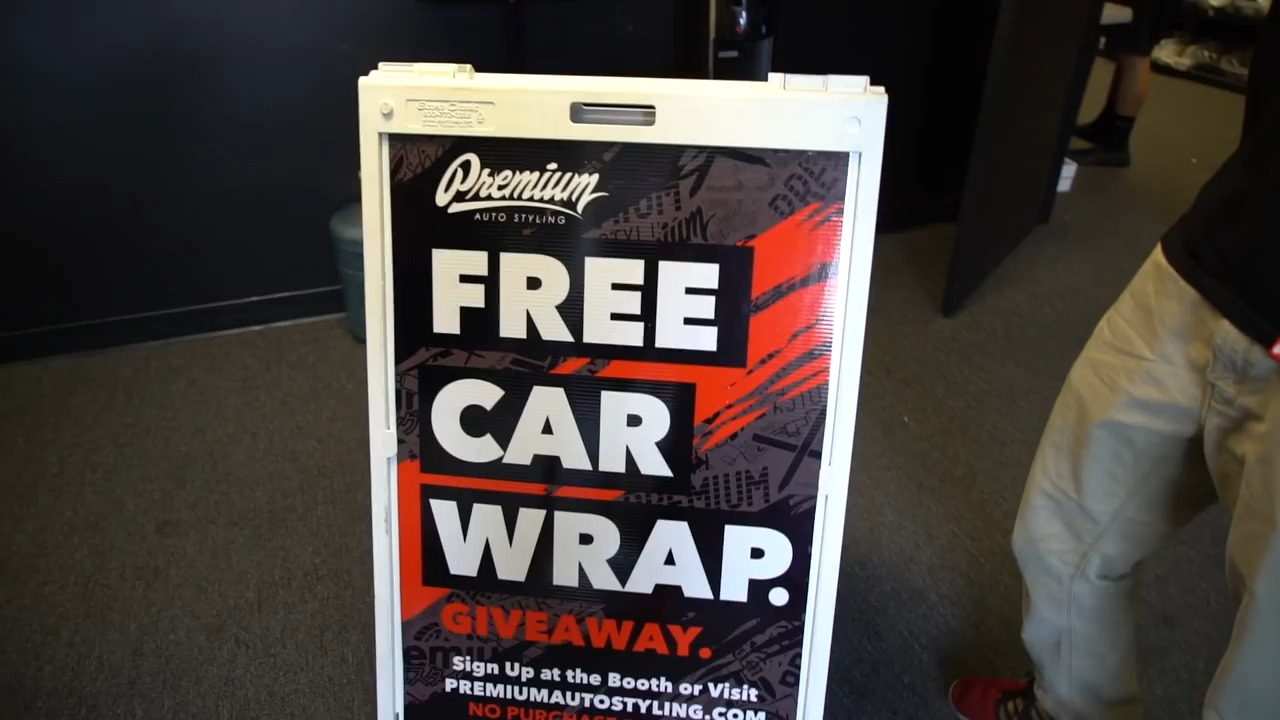 Premium
AUTO STYLING
FREE
CAR
WRAP.
GIVEAWAY.
Sign Up at the Booth or Visit
PREMIUMAUTOSTYLING.COM
NO PURCHASE